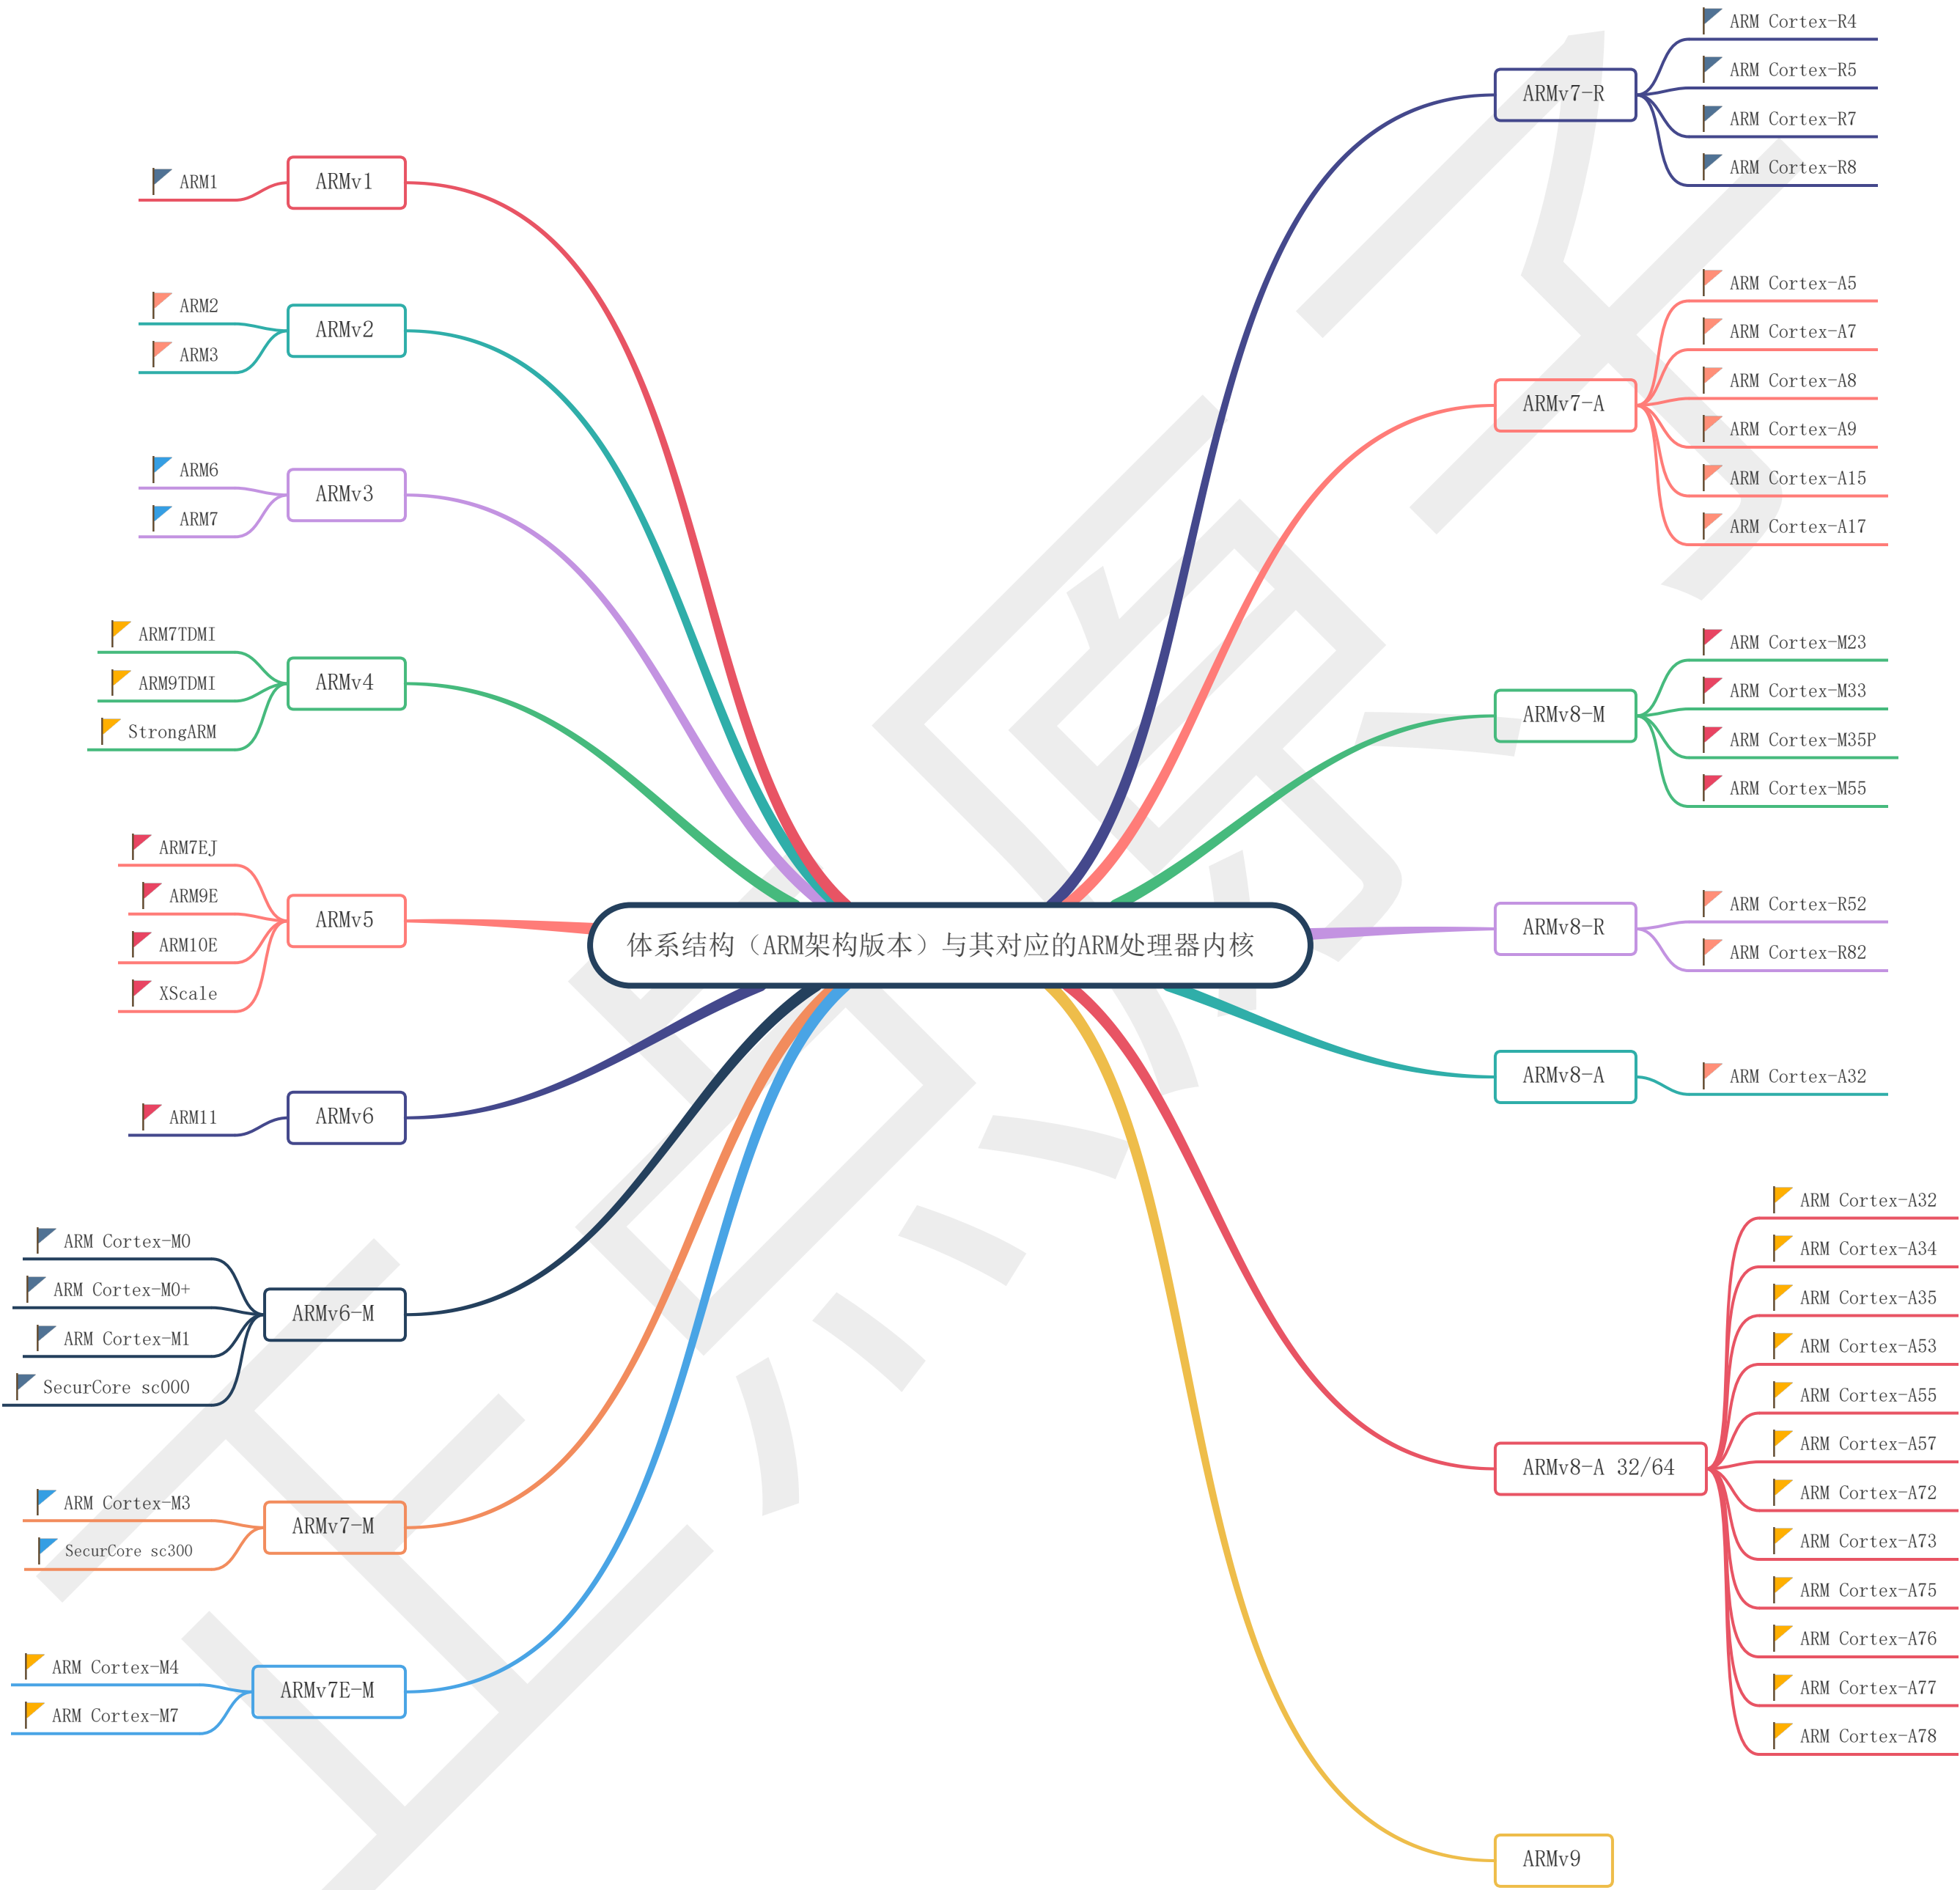 体系结构（ARM架构版本）与其对应的ARM处理器内核
ARMv1
ARM1
ARMv2
ARM2
ARM3
ARMv3
ARM6
ARM7
ARMv4
ARM7TDMI
ARM9TDMI
StrongARM
ARMv5
ARM7EJ
ARM9E
ARM10E
XScale
ARMv6
ARM11
ARMv6-M
ARM Cortex-M0
ARM Cortex-M0+
ARM Cortex-M1
SecurCore sc000
ARMv7-M
ARM Cortex-M3
SecurCore sc300
ARMv7E-M
ARM Cortex-M4
ARM Cortex-M7
ARMv7-R
ARM Cortex-R4
ARM Cortex-R5
ARM Cortex-R7
ARM Cortex-R8
ARMv7-A
ARM Cortex-A5
ARM Cortex-A7
ARM Cortex-A8
ARM Cortex-A9
ARM Cortex-A15
ARM Cortex-A17
ARMv8-M
ARM Cortex-M23
ARM Cortex-M33
ARM Cortex-M35P
ARM Cortex-M55
ARMv8-R
ARM Cortex-R52
ARM Cortex-R82
ARMv8-A
ARM Cortex-A32
ARMv8-A 32/64
ARM Cortex-A32
ARM Cortex-A34
ARM Cortex-A35
ARM Cortex-A53
ARM Cortex-A55
ARM Cortex-A57
ARM Cortex-A72
ARM Cortex-A73
ARM Cortex-A75
ARM Cortex-A76
ARM Cortex-A77
ARM Cortex-A78
ARMv9
正点原子